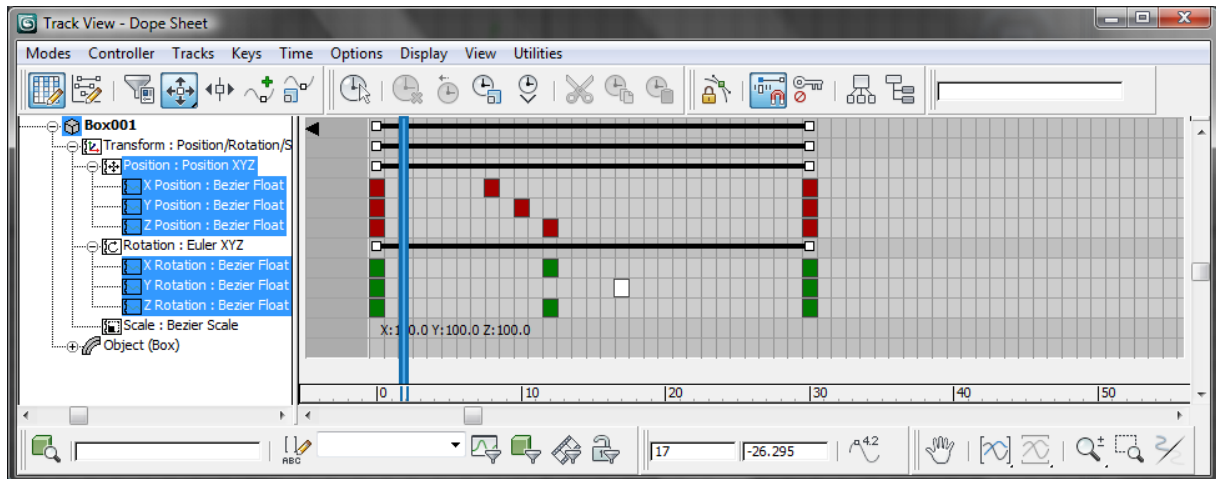 Track View - Dope Sheet
Modes Controller Tracks Keys Time Options Display View Utilities
Box001
Transform : Position/Rotation/S
Position : Position XYZ
X Position : Bezier Float
Y Position : Bezier Float
Z Position : Bezier Float
Rotation : Euler XYZ
X Rotation : Bezier Float
Y Rotation : Bezier Float
Z Rotation : Bezier Float
Scale : Bezier Scale
X: Y:100.0 Z:100.0
Object (Box)
0 10 20 30 40 50
ABC 17 -26.295 4.2